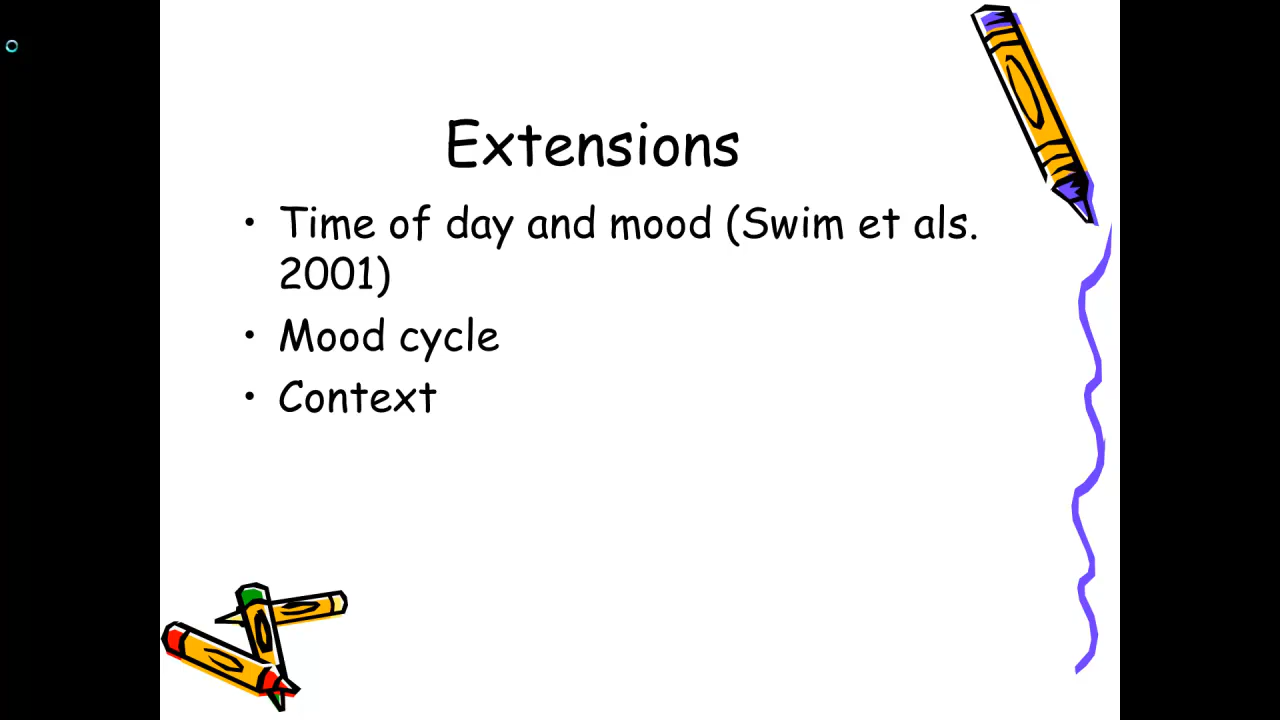 Extensions
• Time of day and mood (Swim et als.
2001)
• Mood cycle
• Context